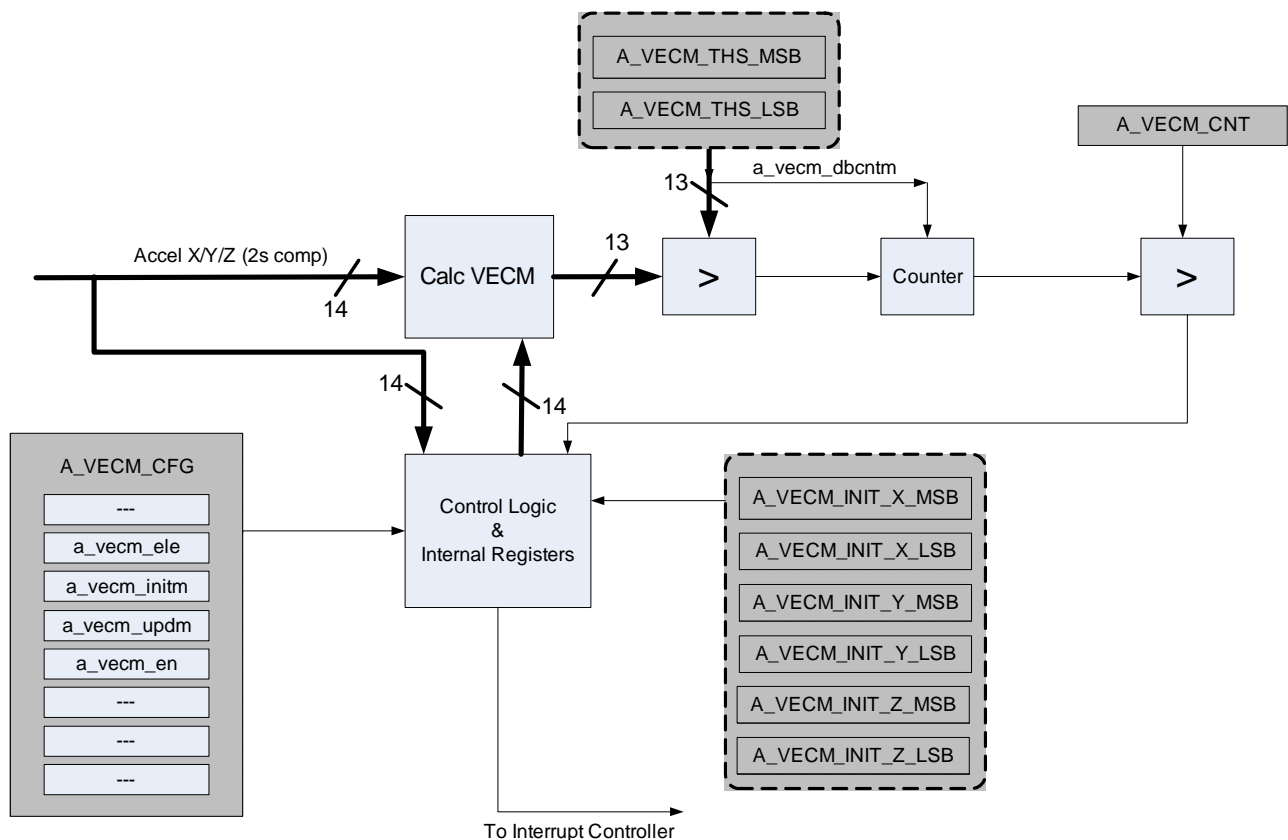 A_VECM_THS_MSB
A_VECM_THS_LSB
A_VECM_CNT
13
a_vecm_dbcntm
Accel X/Y/Z (2s comp)
14
Calc VECM
13
>
Counter
>
14
14
A_VECM_CFG
---
a_vecm_ele
a_vecm_initm
a_vecm_updm
a_vecm_en
---
---
---
Control Logic
&
Internal Registers
A_VECM_INIT_X_MSB
A_VECM_INIT_X_LSB
A_VECM_INIT_Y_MSB
A_VECM_INIT_Y_LSB
A_VECM_INIT_Z_MSB
A_VECM_INIT_Z_LSB
To Interrupt Controller